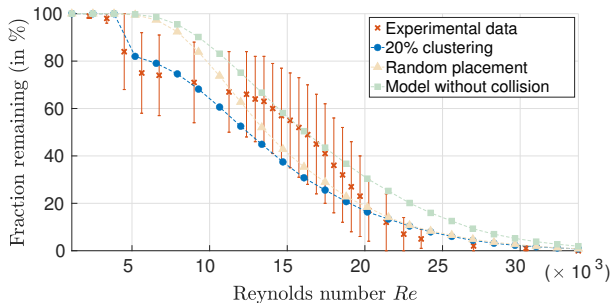 Fraction remaining (in %)
100
80
60
40
20
0
Experimental data
20% clustering
Random placement
Model without collision
5 10 15 20 25 30
(× 10³)
Reynolds number Re